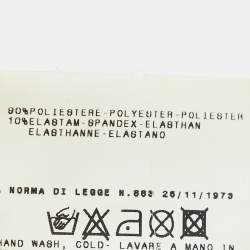 90%POLIESTERE-POLYESTER-POLIESTER
10%ELASTAM-SPANDEX-ELASTHAN
ELASTHANNE-ELASTANO
NORMA DI LEGGE N.883 26/11/1973
HAND WASH, COLD- LAVARE A MANO IN